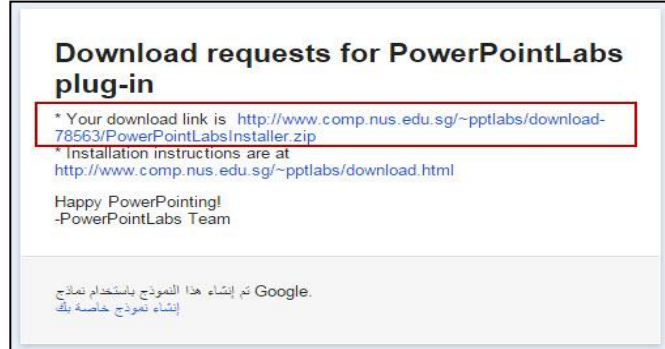 Download requests for PowerPointLabs
plug-in
* Your download link is http://www.comp.nus.edu.sg/~pptlabs/download-
78563/PowerPointLabsInstaller.zip
* Installation instructions are at
http://www.comp.nus.edu.sg/~pptlabs/download.html
Happy PowerPointing!
-PowerPointLabs Team
تم إنشاء هذا النموذج باستخدام نماذج Google.
إنشاء نموذج خاصة بك